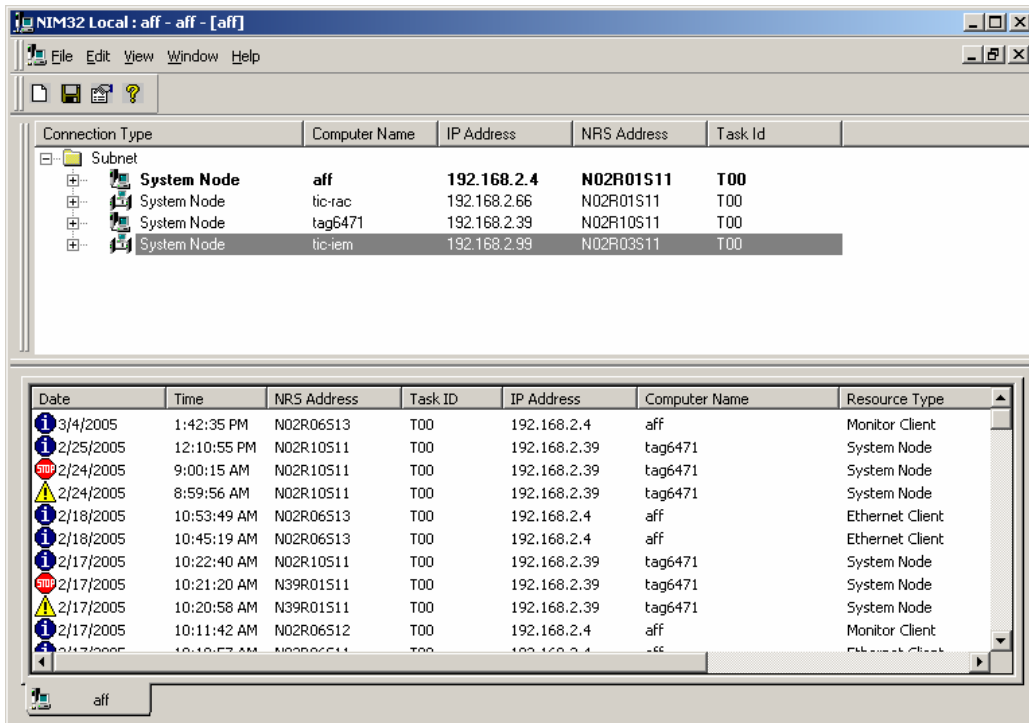 NIM32 Local : aff - aff - [aff]
File Edit View Window Help
Connection Type Computer Name IP Address NRS Address Task Id
Subnet
System Node aff 192.168.2.4 N02R01S11 T00
System Node tic-rac 192.168.2.66 N02R01S11 T00
System Node tag6471 192.168.2.39 N02R10S11 T00
System Node tic-iem 192.168.2.99 N02R03S11 T00
Date Time NRS Address Task ID IP Address Computer Name Resource Type
3/4/2005 1:42:35 PM N02R06S13 T00 192.168.2.4 aff Monitor Client
2/25/2005 12:10:55 PM N02R10S11 T00 192.168.2.39 tag6471 System Node
STOP 2/24/2005 9:00:15 AM N02R10S11 T00 192.168.2.39 tag6471 System Node
2/24/2005 8:59:56 AM N02R10S11 T00 192.168.2.39 tag6471 System Node
2/18/2005 10:53:49 AM N02R06S13 T00 192.168.2.4 aff Ethernet Client
2/18/2005 10:45:19 AM N02R06S13 T00 192.168.2.4 aff Ethernet Client
2/17/2005 10:22:40 AM N02R10S11 T00 192.168.2.39 tag6471 System Node
STOP 2/17/2005 10:21:20 AM N39R01S11 T00 192.168.2.39 tag6471 System Node
2/17/2005 10:20:58 AM N39R01S11 T00 192.168.2.39 tag6471 System Node
2/17/2005 10:11:42 AM N02R06S12 T00 192.168.2.4 aff Monitor Client
aff